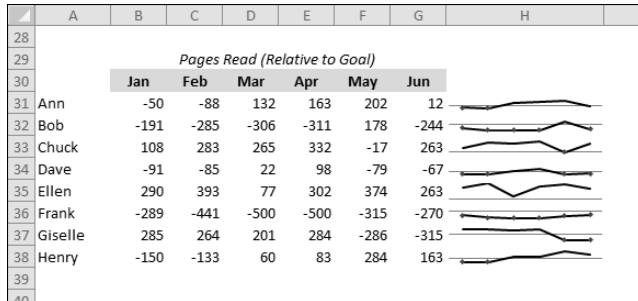 A B C D E F G H
28
29 Pages Read (Relative to Goal)
30 Jan Feb Mar Apr May Jun
31 Ann -50 -88 132 163 202 12
32 Bob -191 -285 -306 -311 178 -244
33 Chuck 108 283 265 332 -17 263
34 Dave -91 -85 22 98 -79 -67
35 Ellen 290 393 77 302 374 263
36 Frank -289 -441 -500 -500 -315 -270
37 Giselle 285 264 201 284 -286 -315
38 Henry -150 -133 60 83 284 163
39
40